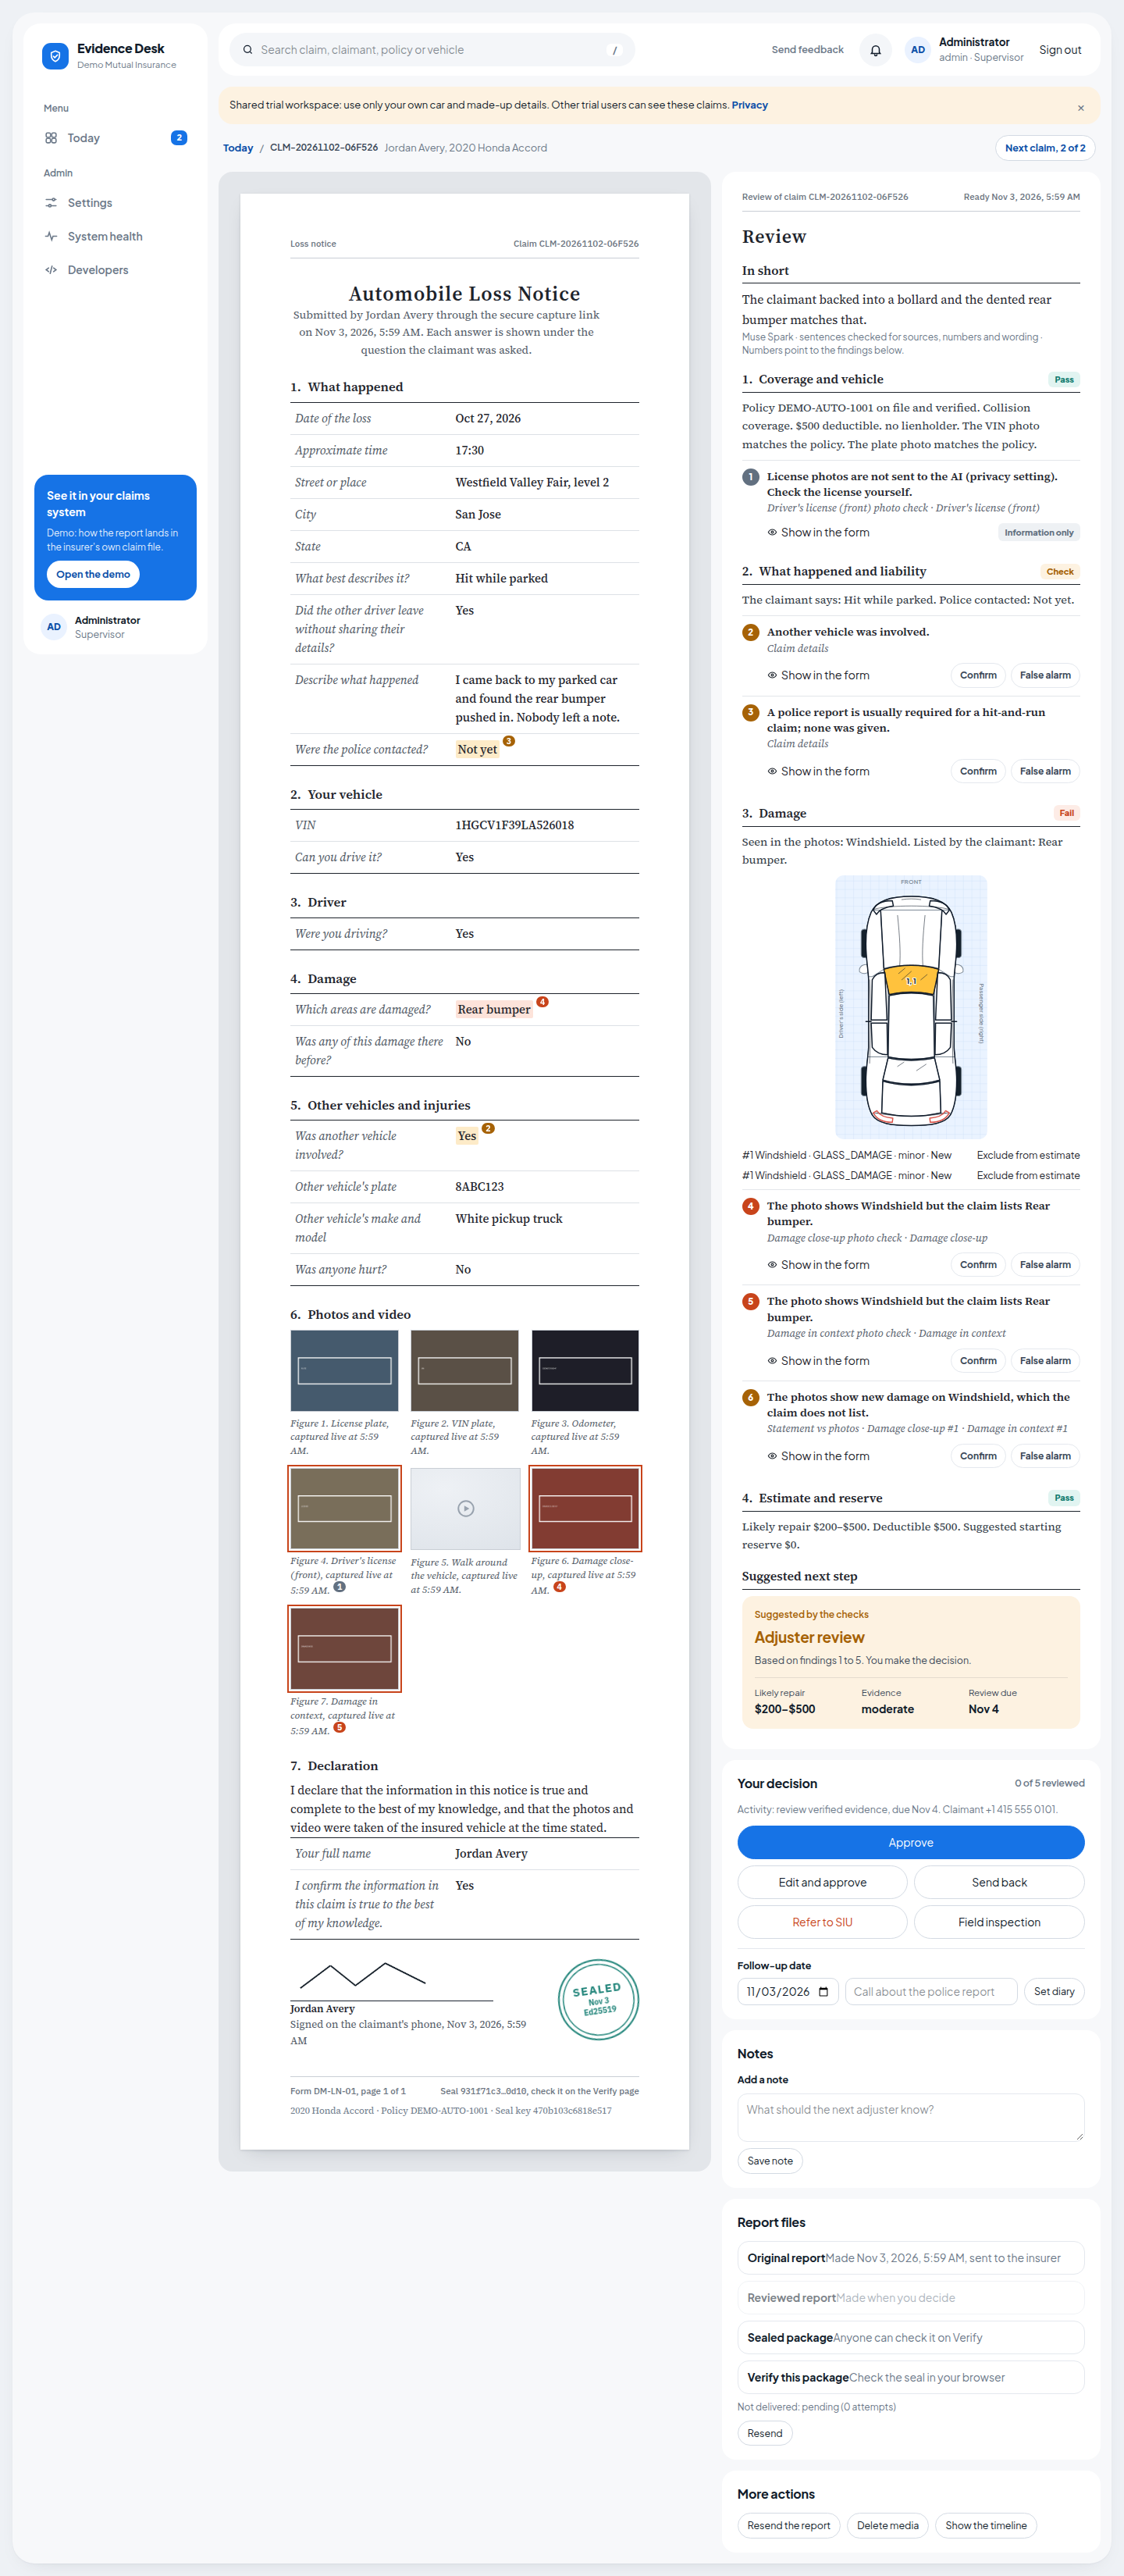 Evidence Desk
Demo Mutual Insurance
Menu
Today
2
Admin
Settings
System health
Developers
See it in your claims
system
Demo: how the report lands in
the insurer's own claim file.
Open the demo
AD
Administrator
Supervisor
Search claim, claimant, policy or vehicle
/
Send feedback
AD
Administrator
admin · Supervisor
Sign out
Shared trial workspace: use only your own car and made-up details. Other trial users can see these claims. Privacy
×
Today / CLM-20261102-06F526 Jordan Avery, 2020 Honda Accord
Next claim, 2 of 2
Loss notice
Claim CLM-20261102-06F526
Automobile Loss Notice
Submitted by Jordan Avery through the secure capture link
on Nov 3, 2026, 5:59 AM. Each answer is shown under the
question the claimant was asked.
1. What happened
Date of the loss
Oct 27, 2026
Approximate time
17:30
Street or place
Westfield Valley Fair, level 2
City
San Jose
State
CA
What best describes it?
Hit while parked
Did the other driver leave
without sharing their
details?
Yes
Describe what happened
I came back to my parked car
and found the rear bumper
pushed in. Nobody left a note.
Were the police contacted?
Not yet
3
2. Your vehicle
VIN
1HGCV1F39LA526018
Can you drive it?
Yes
3. Driver
Were you driving?
Yes
4. Damage
Which areas are damaged?
Rear bumper
4
Was any of this damage there
before?
No
5. Other vehicles and injuries
Was another vehicle
involved?
Yes
2
Other vehicle's plate
8ABC123
Other vehicle's make and
model
White pickup truck
Was anyone hurt?
No
6. Photos and video
Figure 1. License plate,
captured live at 5:59
AM.
Figure 2. VIN plate,
captured live at 5:59
AM.
Figure 3. Odometer,
captured live at 5:59
AM.
Figure 4. Driver's license
(front), captured live at
5:59 AM.
1
Figure 5. Walk around
the vehicle, captured live
at 5:59 AM.
Figure 6. Damage close-
up, captured live at 5:59
AM.
4
Figure 7. Damage in
context, captured live at
5:59 AM.
5
7. Declaration
I declare that the information in this notice is true and
complete to the best of my knowledge, and that the photos and
video were taken of the insured vehicle at the time stated.
Your full name
Jordan Avery
I confirm the information in
this claim is true to the best
of my knowledge.
Yes
Jordan Avery
Signed on the claimant's phone, Nov 3, 2026, 5:59
AM
SEALED
Nov 3
Ed25519
Form DM-LN-01, page 1 of 1
Seal 931f71c3…0d10, check it on the Verify page
2020 Honda Accord · Policy DEMO-AUTO-1001 · Seal key 470b103c6818e517
Review of claim CLM-20261102-06F526
Ready Nov 3, 2026, 5:59 AM
Review
In short
The claimant backed into a bollard and the dented rear
bumper matches that.
Muse Spark · sentences checked for sources, numbers and wording ·
Numbers point to the findings below.
1. Coverage and vehicle
Pass
Policy DEMO-AUTO-1001 on file and verified. Collision
coverage. $500 deductible. no lienholder. The VIN photo
matches the policy. The plate photo matches the policy.
1
License photos are not sent to the AI (privacy setting).
Check the license yourself.
Driver's license (front) photo check · Driver's license (front)
Show in the form
Information only
2. What happened and liability
Check
The claimant says: Hit while parked. Police contacted: Not yet.
2
Another vehicle was involved.
Claim details
Show in the form
Confirm
False alarm
3
A police report is usually required for a hit-and-run
claim; none was given.
Claim details
Show in the form
Confirm
False alarm
3. Damage
Fail
Seen in the photos: Windshield. Listed by the claimant: Rear
bumper.
FRONT
Driver's side (left)
1,1
Passenger side (right)
#1 Windshield · GLASS_DAMAGE · minor · New
Exclude from estimate
#1 Windshield · GLASS_DAMAGE · minor · New
Exclude from estimate
4
The photo shows Windshield but the claim lists Rear
bumper.
Damage close-up photo check · Damage close-up
Show in the form
Confirm
False alarm
5
The photo shows Windshield but the claim lists Rear
bumper.
Damage in context photo check · Damage in context
Show in the form
Confirm
False alarm
6
The photos show new damage on Windshield, which the
claim does not list.
Statement vs photos · Damage close-up #1 · Damage in context #1
Show in the form
Confirm
False alarm
4. Estimate and reserve
Pass
Likely repair $200–$500. Deductible $500. Suggested starting
reserve $0.
Suggested next step
Suggested by the checks
Adjuster review
Based on findings 1 to 5. You make the decision.
Likely repair
$200–$500
Evidence
moderate
Review due
Nov 4
Your decision
0 of 5 reviewed
Activity: review verified evidence, due Nov 4. Claimant +1 415 555 0101.
Approve
Edit and approve
Send back
Refer to SIU
Field inspection
Follow-up date
11/03/2026
Call about the police report
Set diary
Notes
Add a note
What should the next adjuster know?
Save note
Report files
Original reportMade Nov 3, 2026, 5:59 AM, sent to the insurer
Reviewed reportMade when you decide
Sealed packageAnyone can check it on Verify
Verify this packageCheck the seal in your browser
Not delivered: pending (0 attempts)
Resend
More actions
Resend the report
Delete media
Show the timeline